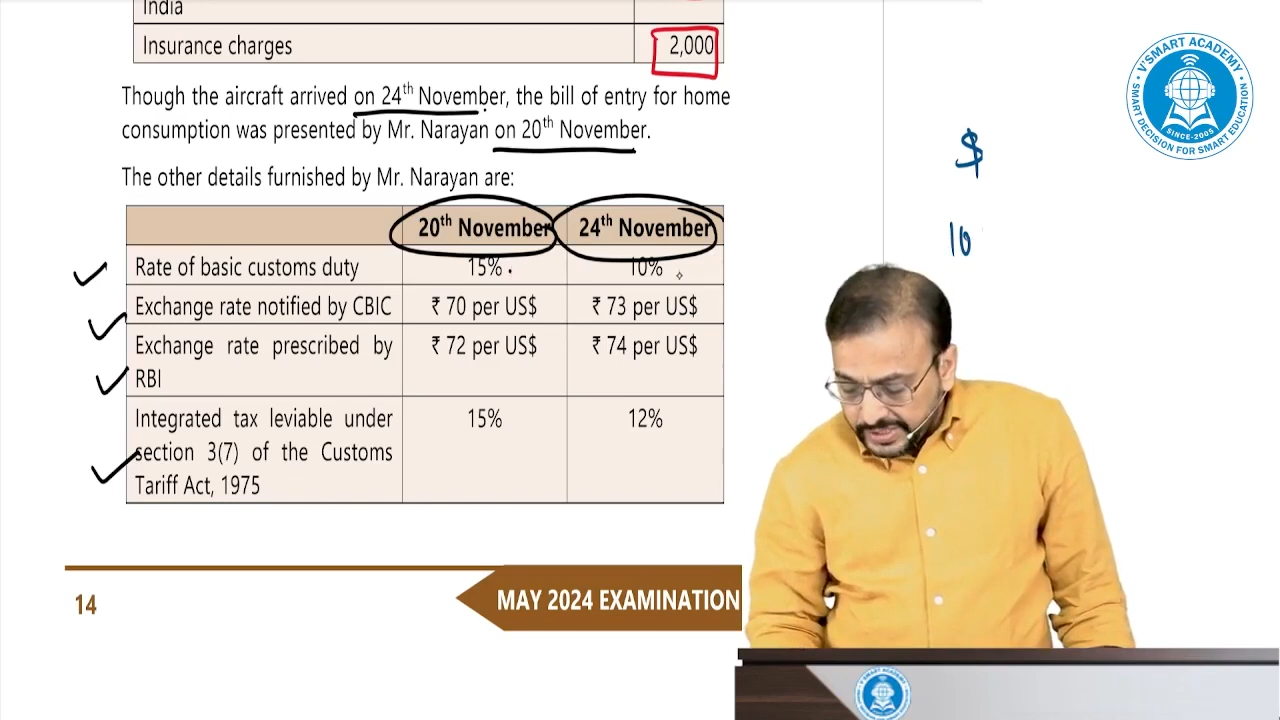 India
Insurance charges 2,000
Though the aircraft arrived on 24th November, the bill of entry for home
consumption was presented by Mr. Narayan on 20th November.
The other details furnished by Mr. Narayan are:
20th November 24th November
Rate of basic customs duty 15% 10%
Exchange rate notified by CBIC ₹ 70 per US$ ₹ 73 per US$
Exchange rate prescribed by ₹ 72 per US$ ₹ 74 per US$
RBI
Integrated tax leviable under 15% 12%
section 3(7) of the Customs
Tariff Act, 1975
14
MAY 2024 EXAMINATION
$
10
V'SMART ACADEMY
SINCE-2005
SMART DECISION FOR SMART EDUCATION